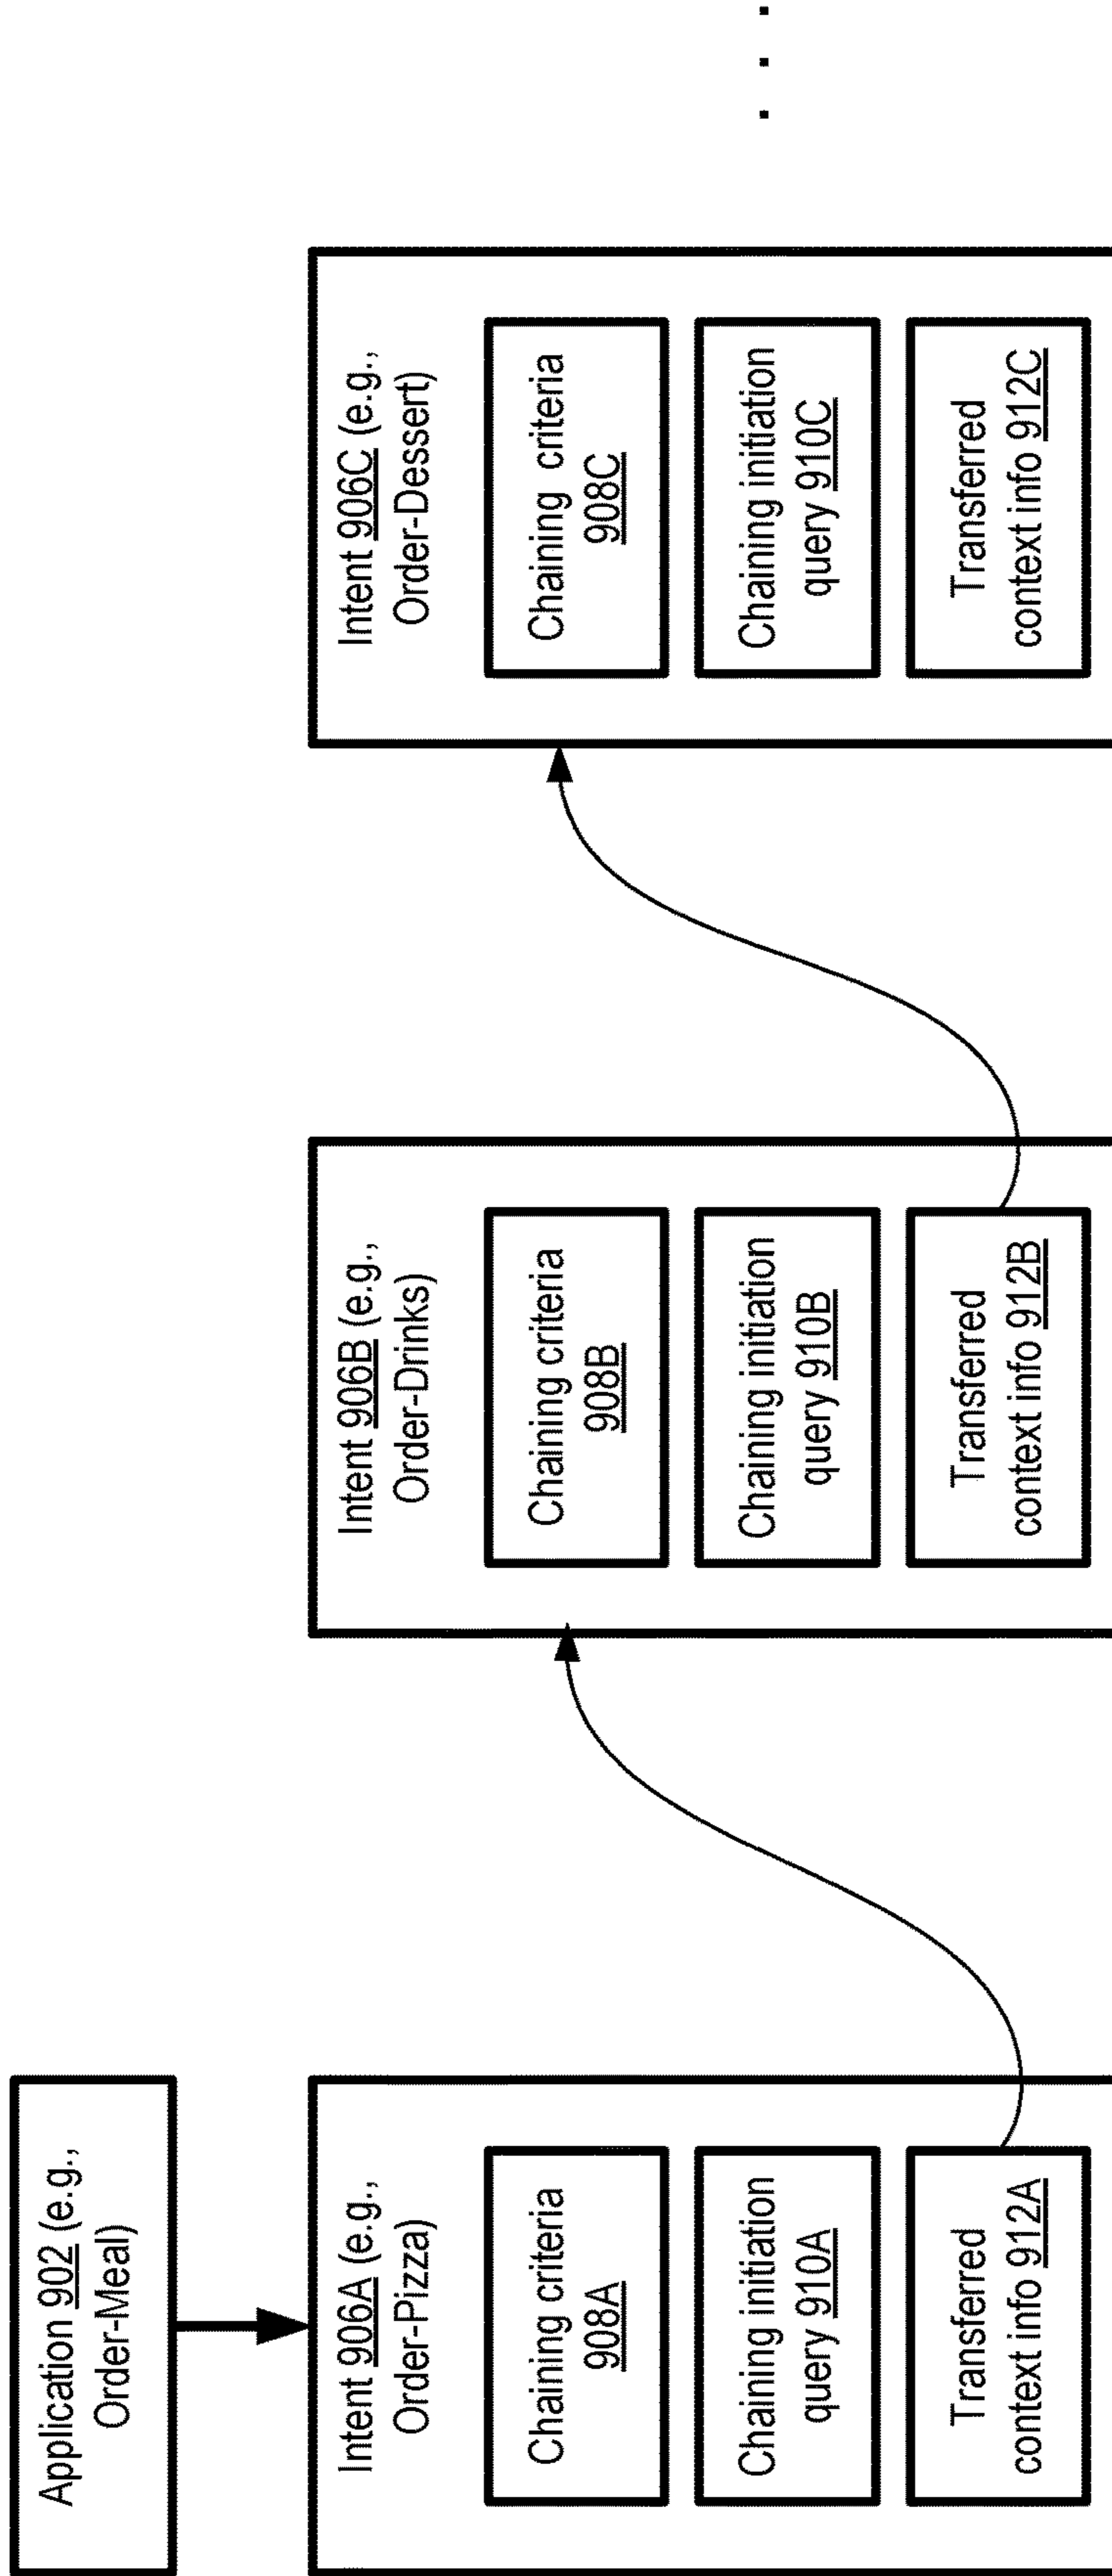 Application 902 (e.g.,
Order-Meal)
Intent 906A (e.g.,
Order-Pizza)
Chaining criteria
908A
Chaining initiation
query 910A
Transferred
context info 912A
Intent 906B (e.g.,
Order-Drinks)
Chaining criteria
908B
Chaining initiation
query 910B
Transferred
context info 912B
Intent 906C (e.g.,
Order-Dessert)
Chaining criteria
908C
Chaining initiation
query 910C
Transferred
context info 912C
. . .